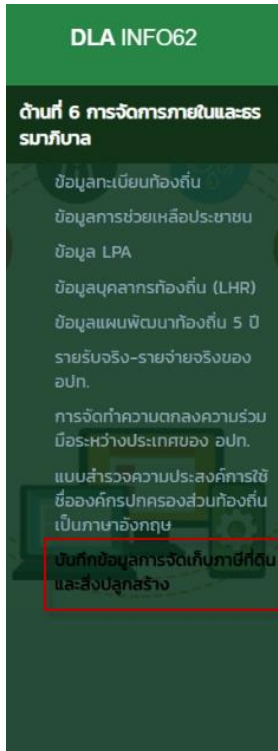 DLA INFO62
ด้านที่ 6 การจัดการภายในและธร
รมาภิบาล
ข้อมูลทะเบียนท้องถิ่น
ข้อมูลการช่วยเหลือประชาชน
ข้อมูล LPA
ข้อมูลบุคลากรท้องถิ่น (LHR)
ข้อมูลแผนพัฒนาท้องถิ่น 5 ปี
รายรับจริง-รายจ่ายจริงของ
อปท.
การจัดทำความตกลงความร่วม
มือระหว่างประเทศของ อปท.
แบบสำรวจความประสงค์การใช้
ชื่อองค์กรปกครองส่วนท้องถิ่น
เป็นภาษาอังกฤษ
บันทึกข้อมูลการจัดเก็บภาษีที่ดิน
และสิ่งปลูกสร้าง